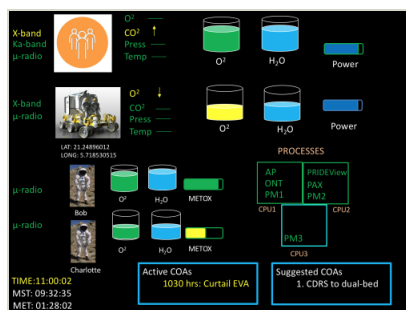 X-band
Ka-band
μ-radio
O²
CO² ↑
Press
Temp
O²
H₂O
Power
X-band
μ-radio
O² ↓
CO²
Press
Temp
O²
H₂O
Power
LAT: 21.24896012
LONG: 5.718530515
PROCESSES
μ-radio
Bob
O²
H₂O
METOX
AP
ONT
PM1
CPU1
PRIDEView
PAX
PM2
CPU2
PM3
CPU3
μ-radio
Charlotte
O²
H₂O
METOX
TIME:11:00:02
MST: 09:32:35
MET: 01:28:02
Active COAs
1030 hrs: Curtail EVA
Suggested COAs
1. CDRS to dual-bed